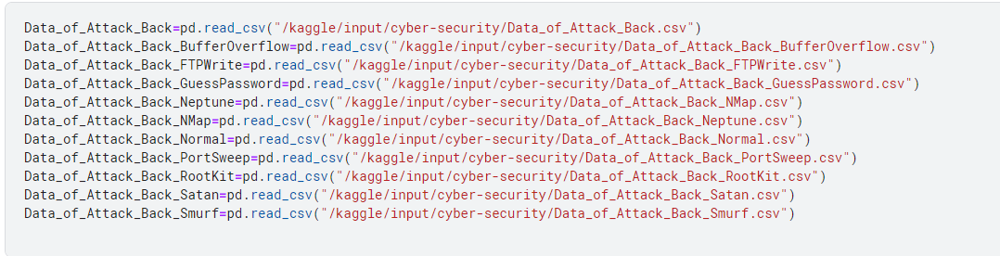 Data_of_Attack_Back=pd.read_csv("/kaggle/input/cyber-security/Data_of_Attack_Back.csv")
Data_of_Attack_Back_BufferOverflow=pd.read_csv("/kaggle/input/cyber-security/Data_of_Attack_Back_BufferOverflow.csv")
Data_of_Attack_Back_FTPWrite=pd.read_csv("/kaggle/input/cyber-security/Data_of_Attack_Back_FTPWrite.csv")
Data_of_Attack_Back_GuessPassword=pd.read_csv("/kaggle/input/cyber-security/Data_of_Attack_Back_GuessPassword.csv")
Data_of_Attack_Back_Neptune=pd.read_csv("/kaggle/input/cyber-security/Data_of_Attack_Back_NMap.csv")
Data_of_Attack_Back_NMap=pd.read_csv("/kaggle/input/cyber-security/Data_of_Attack_Back_Neptune.csv")
Data_of_Attack_Back_Normal=pd.read_csv("/kaggle/input/cyber-security/Data_of_Attack_Back_Normal.csv")
Data_of_Attack_Back_PortSweep=pd.read_csv("/kaggle/input/cyber-security/Data_of_Attack_Back_PortSweep.csv")
Data_of_Attack_Back_RootKit=pd.read_csv("/kaggle/input/cyber-security/Data_of_Attack_Back_RootKit.csv")
Data_of_Attack_Back_Satan=pd.read_csv("/kaggle/input/cyber-security/Data_of_Attack_Back_Satan.csv")
Data_of_Attack_Back_Smurf=pd.read_csv("/kaggle/input/cyber-security/Data_of_Attack_Back_Smurf.csv")